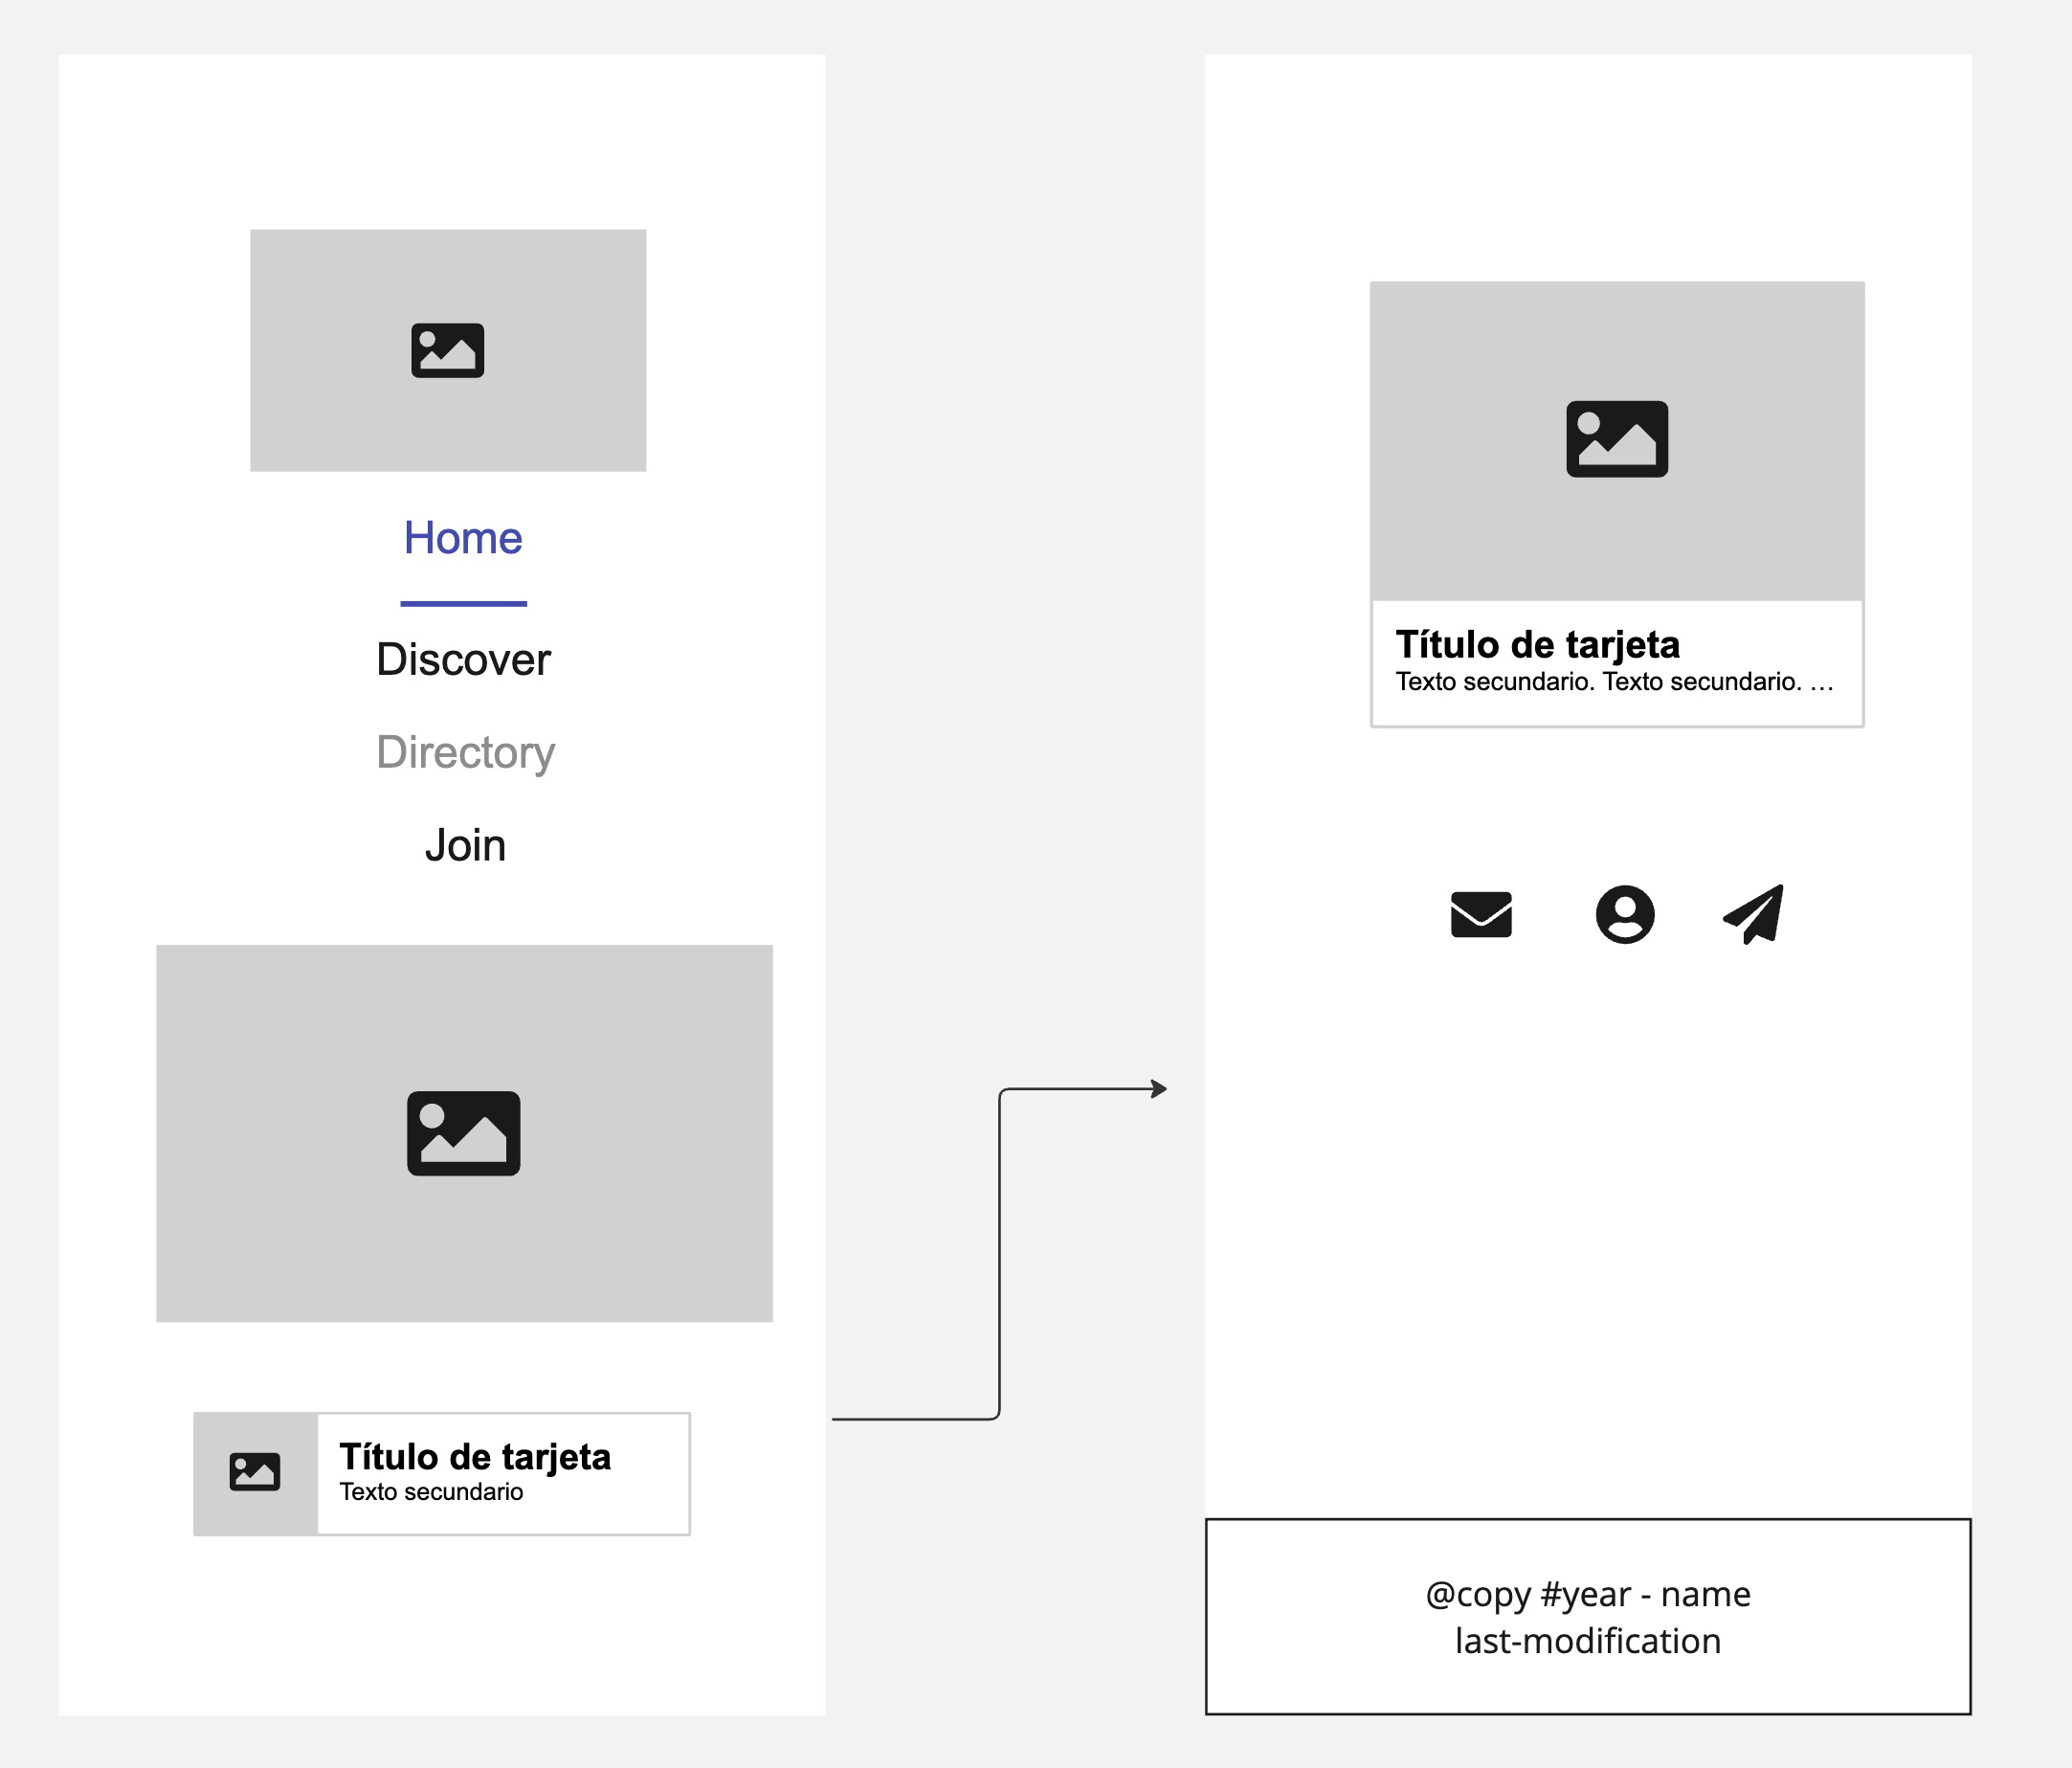 Home
Discover
Directory
Join
Título de tarjeta
Texto secundario
Título de tarjeta
Texto secundario. Texto secundario. …
@copy #year - name
last-modification